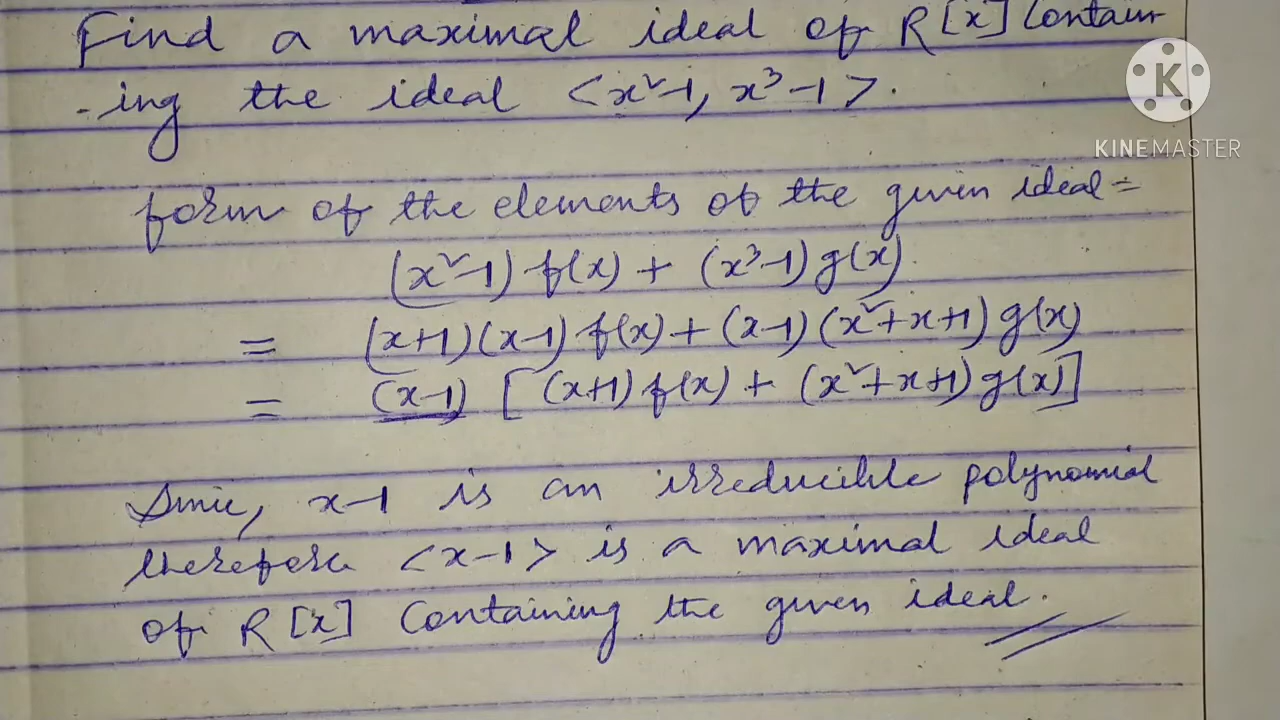 Find a maximal ideal of R[x] Contain-
-ing the ideal <x²-1, x³-1>.
K
KINEMASTER
form of the elements of the given ideal =
(x²-1) f(x) + (x³-1) g(x).
= (x+1)(x-1) f(x) + (x-1)(x²+x+1) g(x)
= (x-1) [ (x+1) f(x) + (x²+x+1) g(x) ]
Since, x-1 is an irreducible polynomial
therefore <x-1> is a maximal ideal
of R[x] Containing the given ideal.